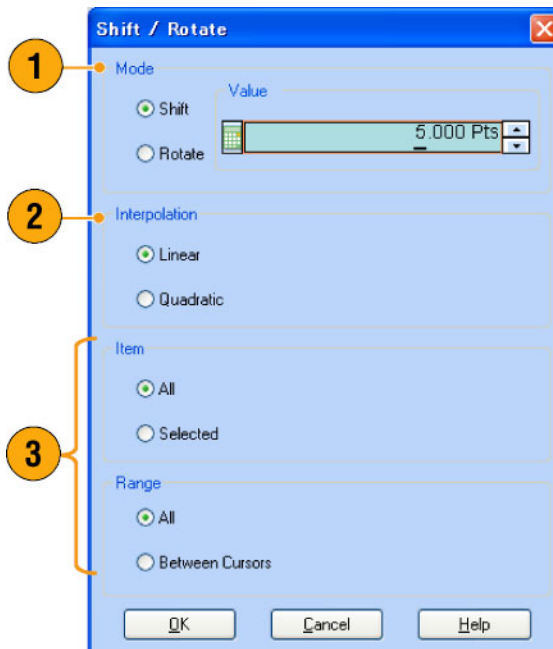 Shift / Rotate
1
Mode
Value
Shift
5.000 Pts
Rotate
2
Interpolation
Linear
Quadratic
3
Item
All
Selected
Range
All
Between Cursors
OK
Cancel
Help